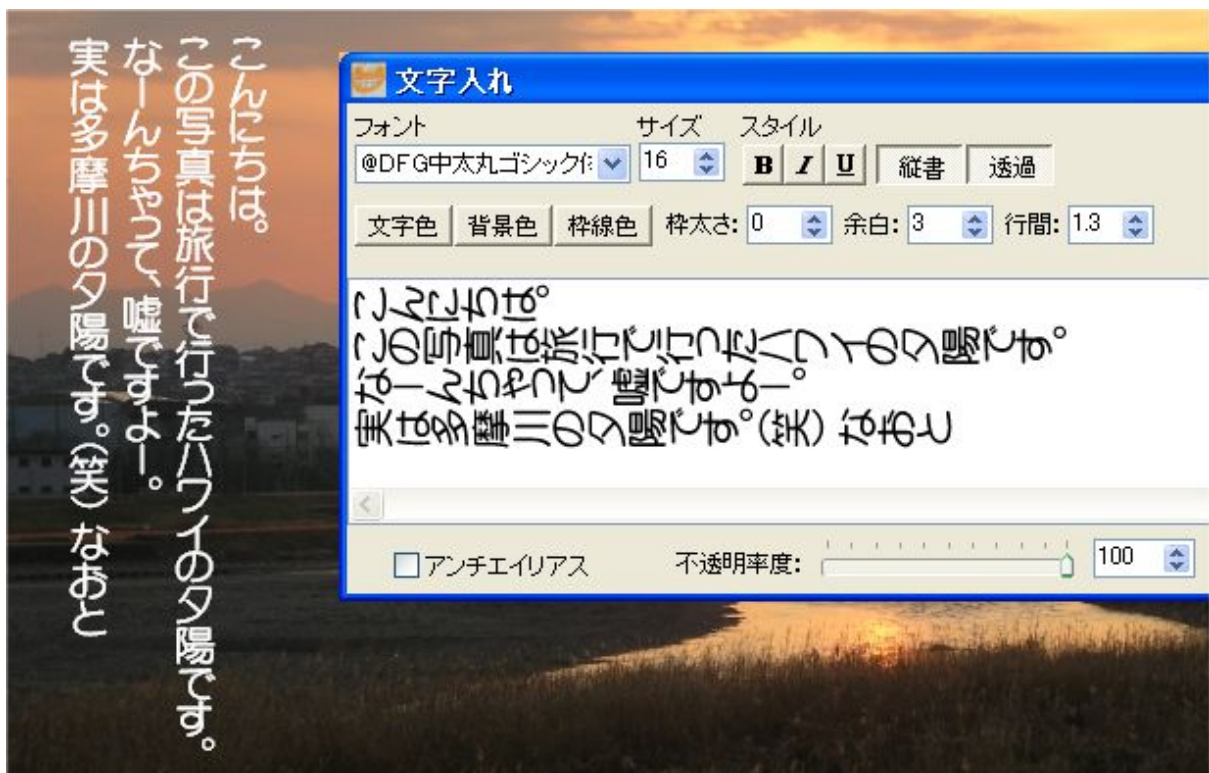 こんにちは。
この写真は旅行で行ったハワイの夕陽です。
なーんちゃって、嘘ですよー。
実は多摩川の夕陽です。(笑) なおと
文字入れ
フォント サイズ スタイル
@DFG中太丸ゴシック体 16 B I U 縦書 透過
文字色 背景色 枠線色 枠太さ: 0 余白: 3 行間: 1.3
こんにちは。
この写真は旅行で行ったハワイの夕陽です。
なーんちゃって、嘘ですよー。
実は多摩川の夕陽です。(笑) なおと
アンチエイリアス 不透明率度: 100